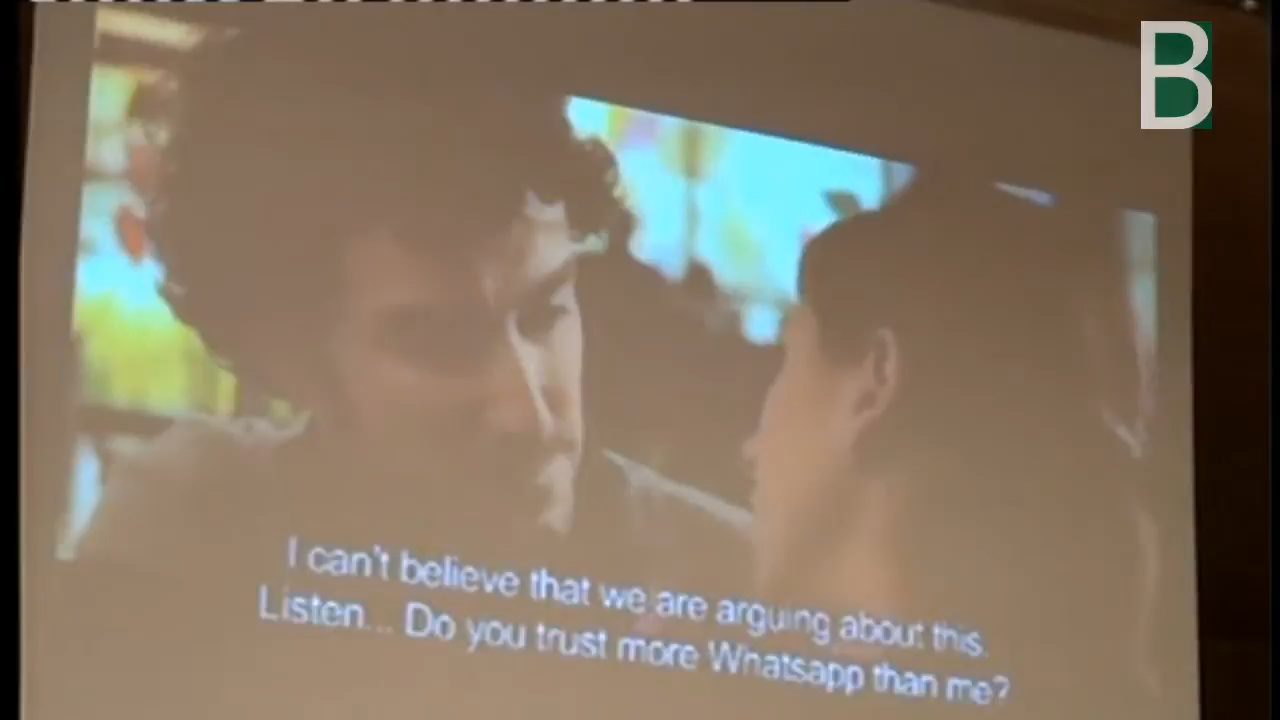 B
I can't believe that we are arguing about this.
Listen... Do you trust more Whatsapp than me?